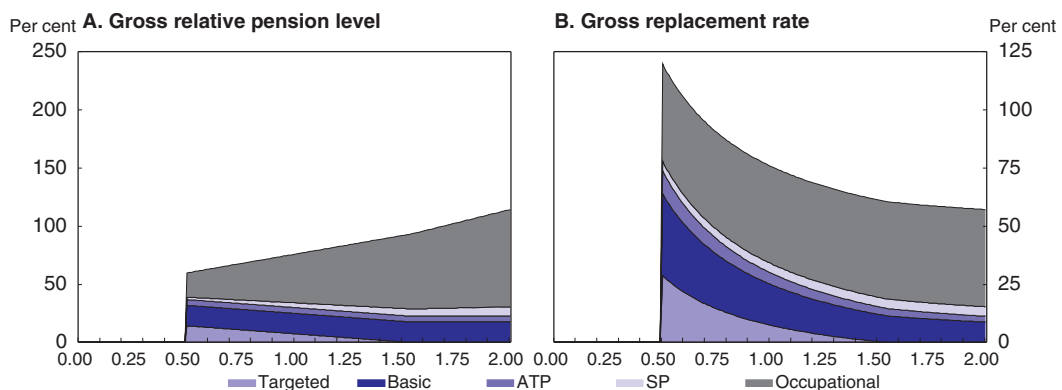 Per cent A. Gross relative pension level
250
200
150
100
50
0
0.00 0.25 0.50 0.75 1.00 1.25 1.50 1.75 2.00
B. Gross replacement rate Per cent
125
100
75
50
25
0
0.00 0.25 0.50 0.75 1.00 1.25 1.50 1.75 2.00
Targeted Basic ATP SP Occupational